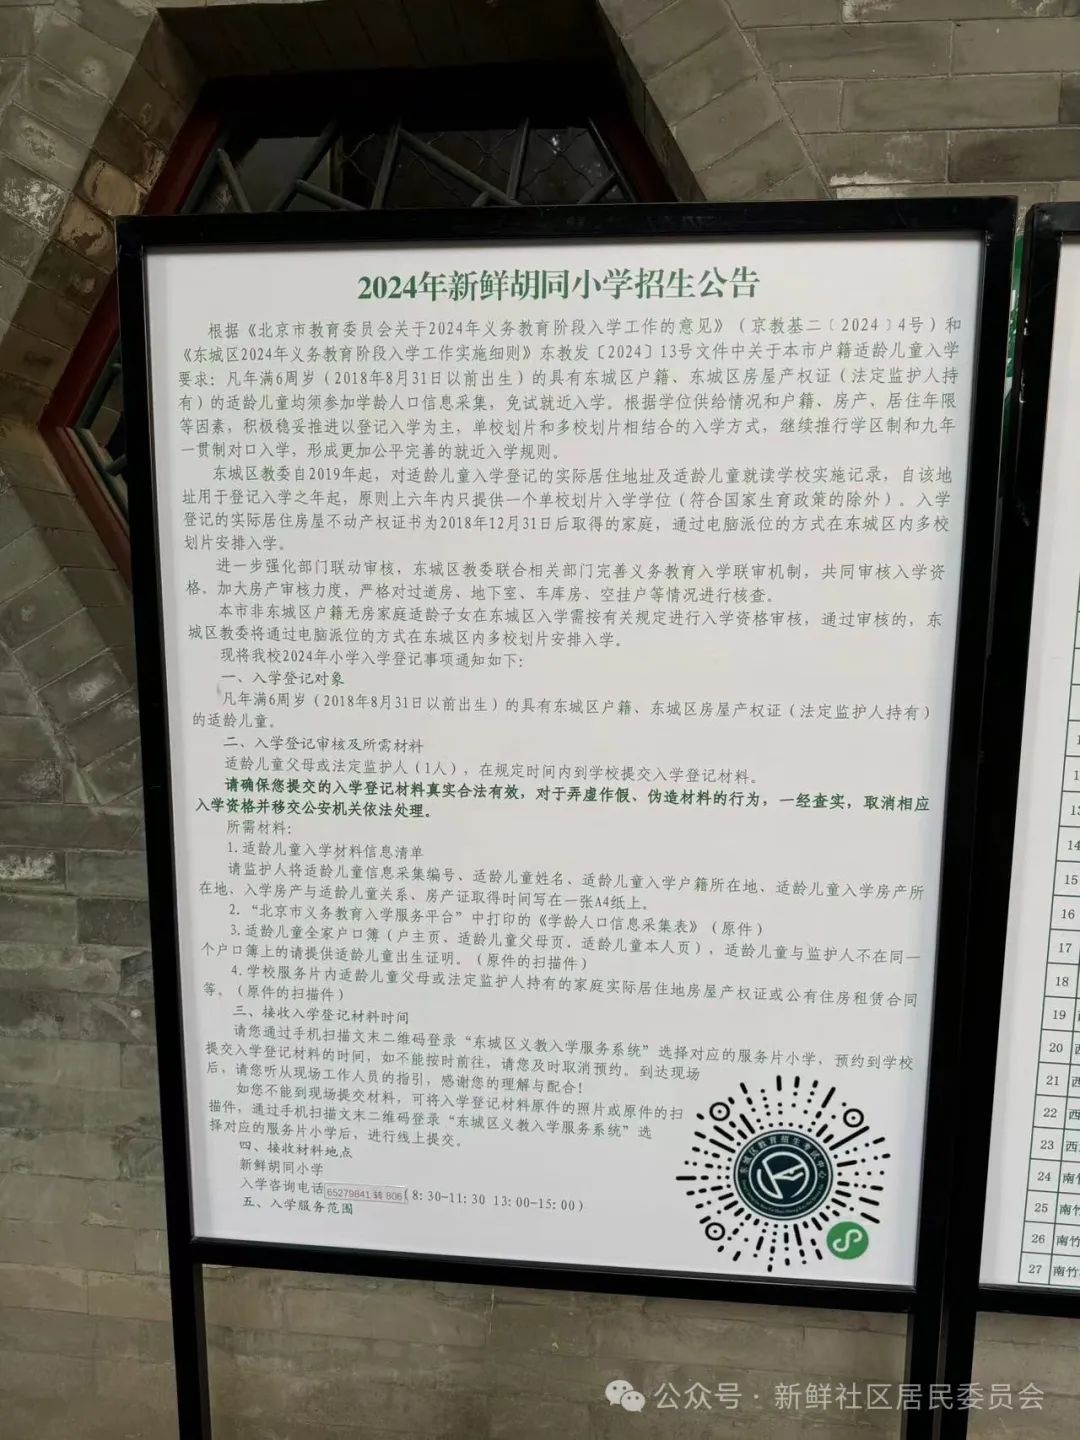 2024年新鲜胡同小学招生公告
根据《北京市教育委员会关于2024年义务教育阶段入学工作的意见》（京教基二〔2024〕4号）和
《东城区2024年义务教育阶段入学工作实施细则》东教发〔2024〕13号文件中关于本市户籍适龄儿童入学
要求：凡年满6周岁（2018年8月31日以前出生）的具有东城区户籍、东城区房屋产权证（法定监护人持
有）的适龄儿童均须参加学龄人口信息采集，免试就近入学。根据学位供给情况和户籍、房产、居住年限
等因素，积极稳妥推进以登记入学为主，单校划片和多校划片相结合的入学方式，继续推行学区制和九年
一贯制对口入学，形成更加公平完善的就近入学规则。
东城区教委自2019年起，对适龄儿童入学登记的实际居住地址及适龄儿童就读学校实施记录，自该地
址用于登记入学之年起，原则上六年内只提供一个单校划片入学学位（符合国家生育政策的除外）。入学
登记的实际居住房屋不动产权证书为2018年12月31日后取得的家庭，通过电脑派位的方式在东城区内多校
划片安排入学。
进一步强化部门联动审核，东城区教委联合相关部门完善义务教育入学联审机制，共同审核入学资
格。加大房产审核力度，严格对过道房、地下室、车库房、空挂户等情况进行核查。
本市非东城区户籍无房家庭适龄子女在东城区入学需按有关规定进行入学资格审核，通过审核的，东
城区教委将通过电脑派位的方式在东城区内多校划片安排入学。
现将我校2024年小学入学登记事项通知如下：
一、入学登记对象
凡年满6周岁（2018年8月31日以前出生）的具有东城区户籍、东城区房屋产权证（法定监护人持有）
的适龄儿童。
二、入学登记审核及所需材料
适龄儿童父母或法定监护人（1人），在规定时间内到学校提交入学登记材料。
请确保您提交的入学登记材料真实合法有效，对于弄虚作假、伪造材料的行为，一经查实，取消相应
入学资格并移交公安机关依法处理。
所需材料：
1.适龄儿童入学材料信息清单
请监护人将适龄儿童信息采集编号、适龄儿童姓名、适龄儿童入学户籍所在地、适龄儿童入学房产所
在地、入学房产与适龄儿童关系、房产证取得时间写在一张A4纸上。
2.“北京市义务教育入学服务平台”中打印的《学龄人口信息采集表》（原件）
3.适龄儿童全家户口簿（户主页、适龄儿童父母页、适龄儿童本人页），适龄儿童与监护人不在同一
个户口簿上的请提供适龄儿童出生证明。（原件的扫描件）
4.学校服务片内适龄儿童父母或法定监护人持有的家庭实际居住地房屋产权证或公有住房租赁合同
等。（原件的扫描件）
三、接收入学登记材料时间
请您通过手机扫描文末二维码登录“东城区义教入学服务系统”选择对应的服务片小学，预约到学校
提交入学登记材料的时间，如不能按时前往，请您及时取消预约。到达现场
后，请您听从现场工作人员的指引，感谢您的理解与配合！
如您不能到现场提交材料，可将入学登记材料原件的照片或原件的扫
描件，通过手机扫描文末二维码登录“东城区义教入学服务系统”选
择对应的服务片小学后，进行线上提交。
四、接收材料地点
新鲜胡同小学
入学咨询电话65279841转806（8：30-11：30 13：00-15：00）
五、入学服务范围
东城区教育招生考试中心
14
15
16
17
18
19
20
21
22
23
24 南竹
25 南竹
26 南竹
27 南竹
公众号·新鲜社区居民委员会